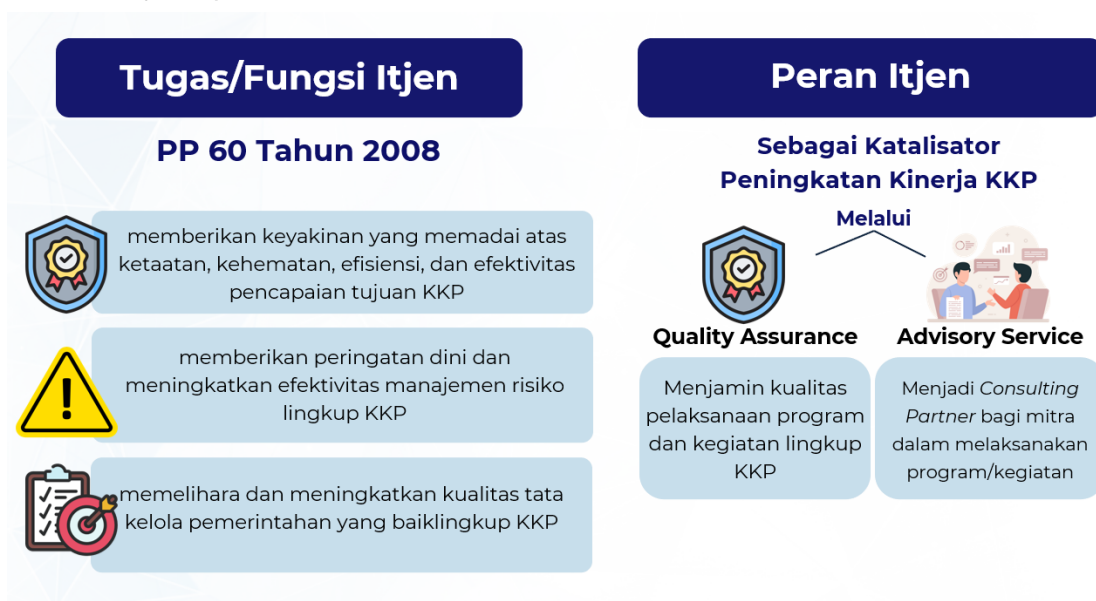 Tugas/Fungsi Itjen
PP 60 Tahun 2008
memberikan keyakinan yang memadai atas
ketaatan, kehematan, efisiensi, dan efektivitas
pencapaian tujuan KKP
memberikan peringatan dini dan
meningkatkan efektivitas manajemen risiko
lingkup KKP
memelihara dan meningkatkan kualitas tata
kelola pemerintahan yang baiklingkup KKP
Peran Itjen
Sebagai Katalisator
Peningkatan Kinerja KKP
Melalui
Quality Assurance
Menjamin kualitas
pelaksanaan program
dan kegiatan lingkup
KKP
Advisory Service
Menjadi Consulting
Partner bagi mitra
dalam melaksanakan
program/kegiatan